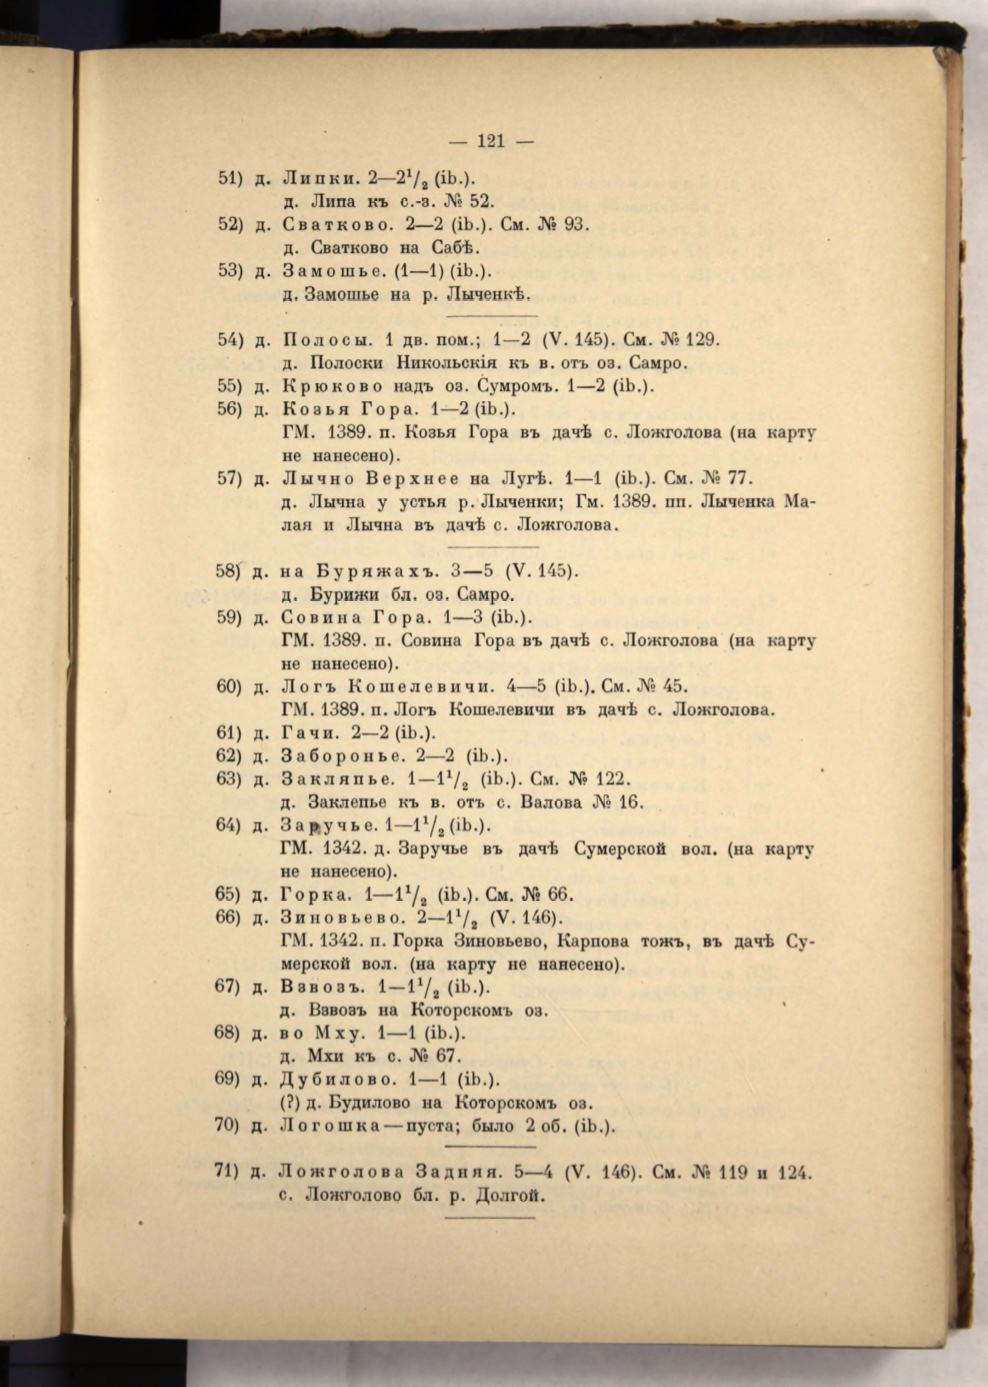 — 121 —
51) д. Липки. 2—2½ (ib.).
д. Липа къ с.-з. № 52.
52) д. Сватково. 2—2 (ib.). См. № 93.
д. Сватково на Сабѣ.
53) д. Замошье. (1—1) (ib.).
д. Замошье на р. Лыченкѣ.
54) д. Полосы. 1 дв. пом.; 1—2 (V. 145). См. № 129.
д. Полоски Никольскія къ в. отъ оз. Самро.
55) д. Крюково надъ оз. Сумромъ. 1—2 (ib.).
56) д. Козья Гора. 1—2 (ib.).
ГМ. 1389. п. Козья Гора въ дачѣ с. Ложголова (на карту
не нанесено).
57) д. Лычно Верхнее на Лугѣ. 1—1 (ib.). См. № 77.
д. Лычна у устья р. Лыченки; Гм. 1389. пп. Лыченка Ма-
лая и Лычна въ дачѣ с. Ложголова.
58) д. на Буряжахъ. 3—5 (V. 145).
д. Бурижи бл. оз. Самро.
59) д. Совина Гора. 1—3 (ib.).
ГМ. 1389. п. Совина Гора въ дачѣ с. Ложголова (на карту
не нанесено).
60) д. Логъ Кошелевичи. 4—5 (ib.). См. № 45.
ГМ. 1389. п. Логъ Кошелевичи въ дачѣ с. Ложголова.
61) д. Гачи. 2—2 (ib.).
62) д. Заборонье. 2—2 (ib.).
63) д. Закляпье. 1—1½ (ib.). См. № 122.
д. Заклепье къ в. отъ с. Валова № 16.
64) д. Заручье. 1—1½ (ib.).
ГМ. 1342. д. Заручье въ дачѣ Сумерской вол. (на карту
не нанесено).
65) д. Горка. 1—1½ (ib.). См. № 66.
66) д. Зиновьево. 2—1½ (V. 146).
ГМ. 1342. п. Горка Зиновьево, Карпова тожъ, въ дачѣ Су-
мерской вол. (на карту не нанесено).
67) д. Взвозъ. 1—1½ (ib.).
д. Взвозъ на Которскомъ оз.
68) д. во Мху. 1—1 (ib.).
д. Мхи къ с. № 67.
69) д. Дубилово. 1—1 (ib.).
(?) д. Будилово на Которскомъ оз.
70) д. Логошка—пуста; было 2 об. (ib.).
71) д. Ложголова Задняя. 5—4 (V. 146). См. № 119 и 124.
с. Ложголово бл. р. Долгой.